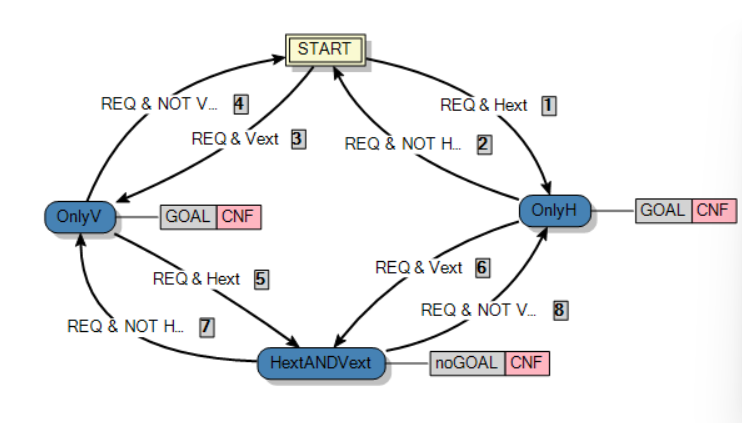 START
REQ & NOT V... 4
REQ & Hext 1
REQ & Vext 3
REQ & NOT H... 2
OnlyV
GOAL CNF
OnlyH
GOAL CNF
REQ & Hext 5
REQ & Vext 6
REQ & NOT H... 7
REQ & NOT V... 8
HextANDVext
noGOAL CNF